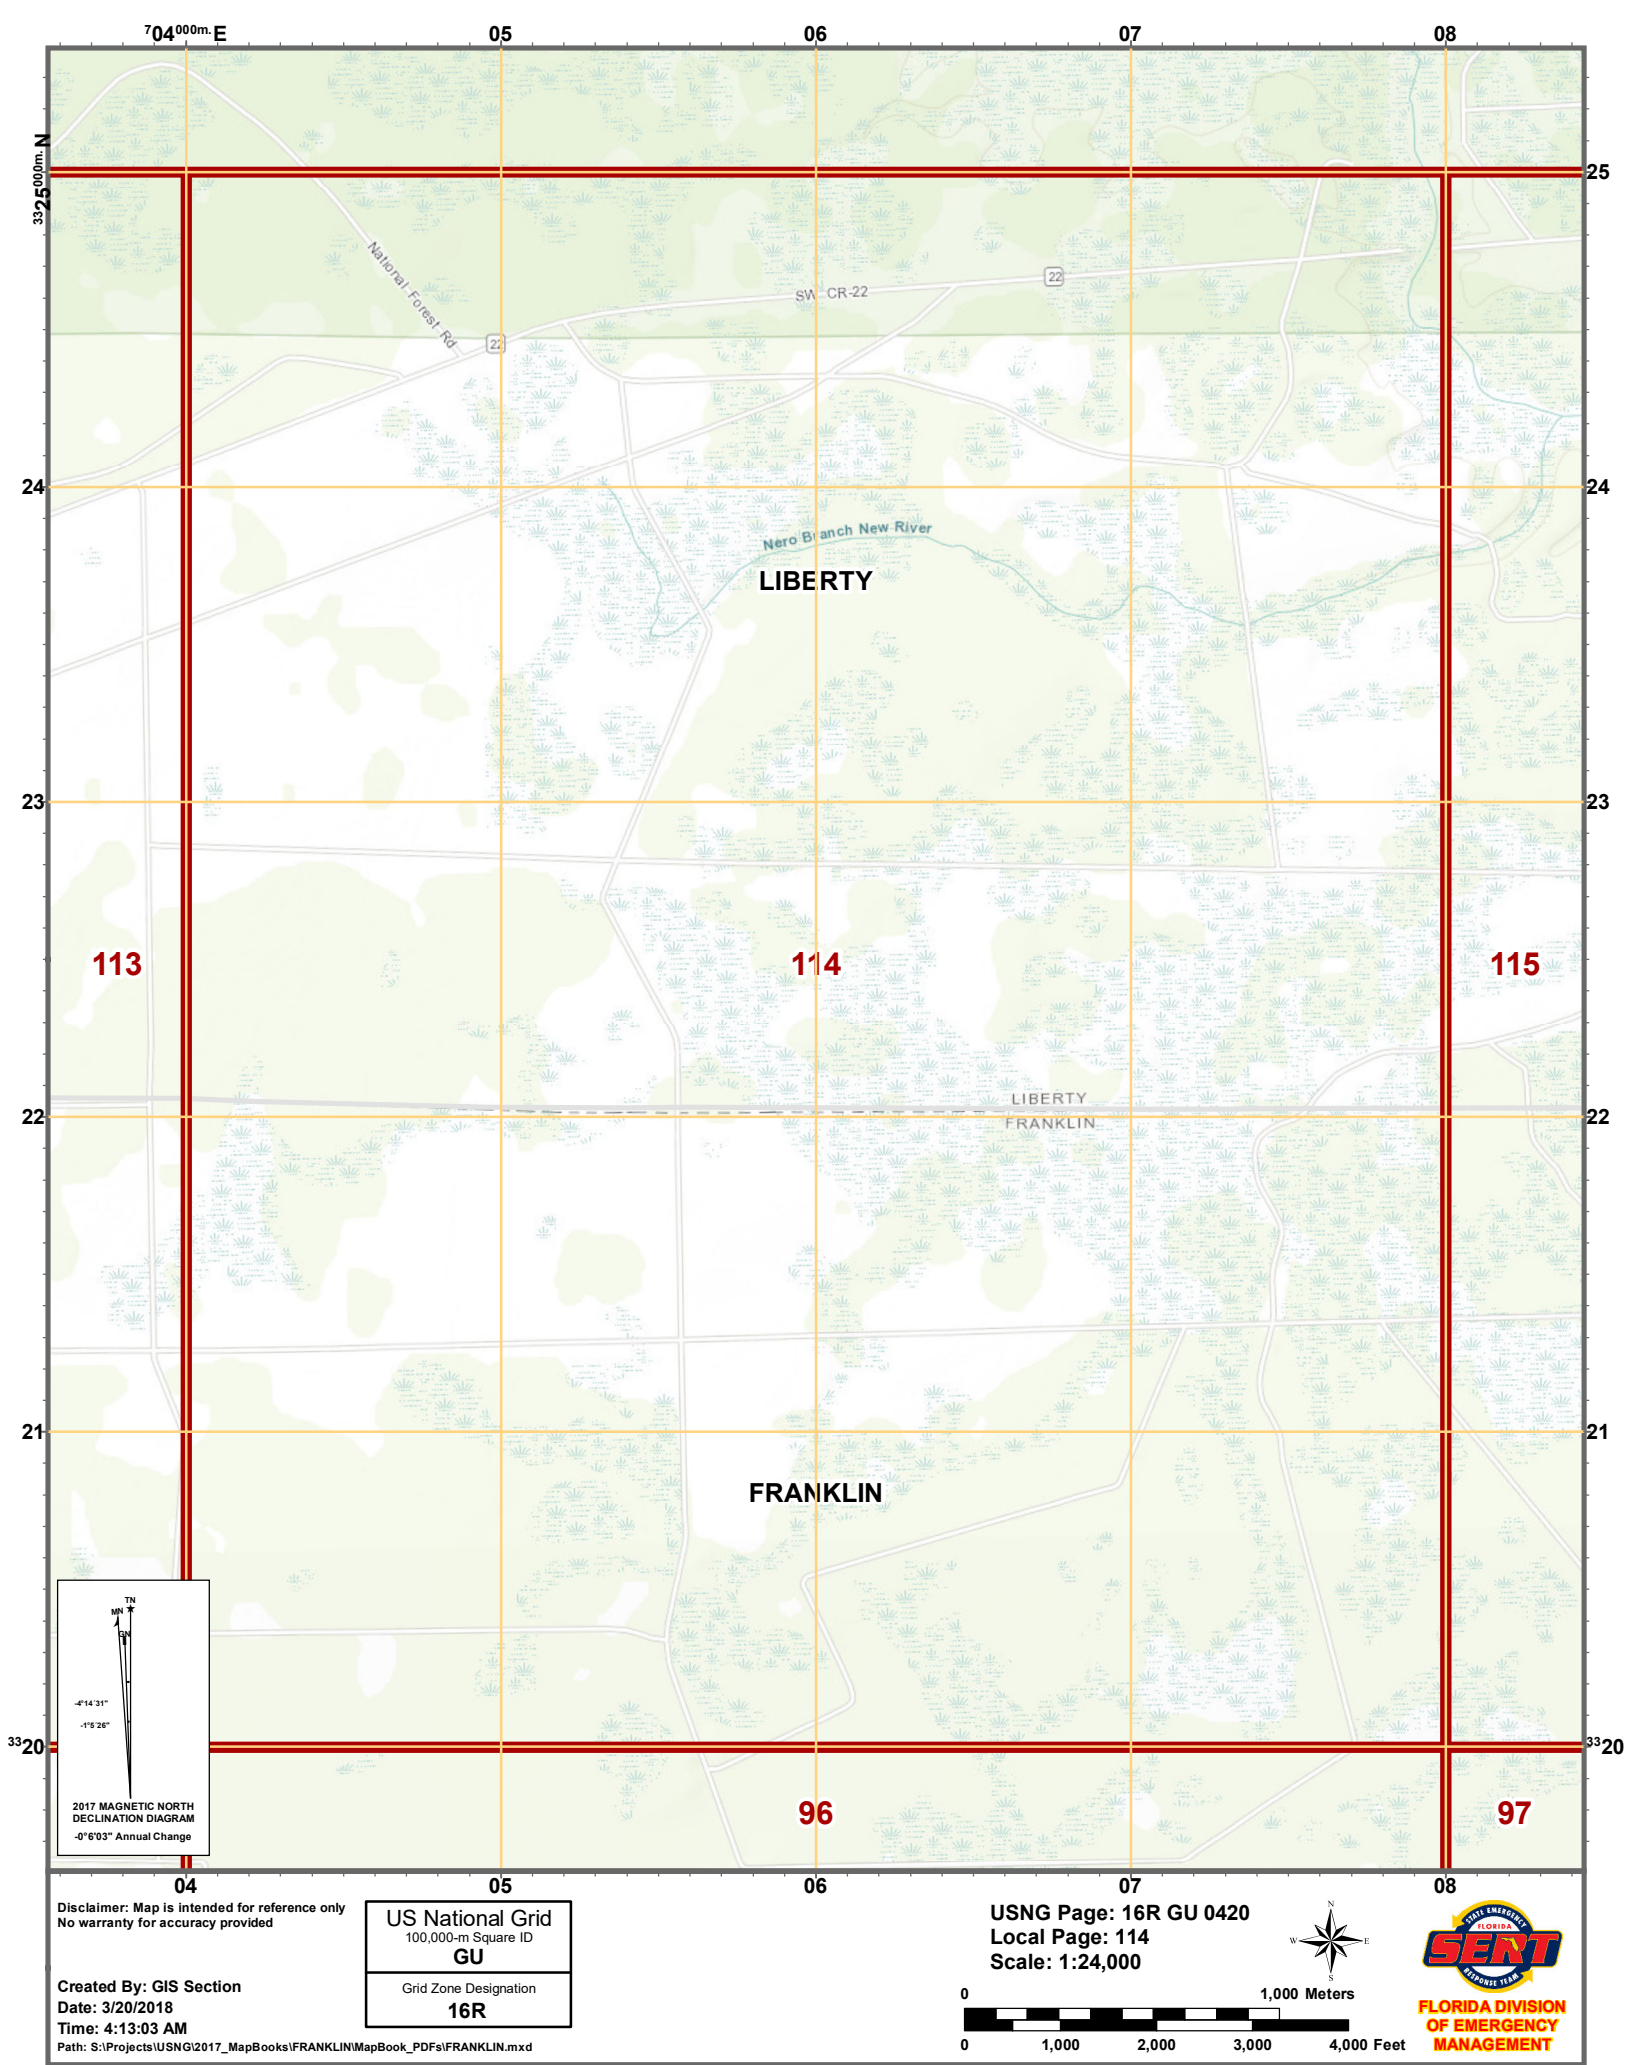 704000m. E
05
06
07
08
3325000m. N
25
National Forest Rd
22
SW CR-22
22
24
24
Nero Branch New River
LIBERTY
23
23
113
114
115
LIBERTY
22
22
FRANKLIN
21
21
FRANKLIN
TN
MN
GN
-4°14'31"
-1°5'26"
3320
3320
2017 MAGNETIC NORTH
DECLINATION DIAGRAM
-0°6'03" Annual Change
96
97
04
05
06
07
08
Disclaimer: Map is intended for reference only
No warranty for accuracy provided
Created By: GIS Section
Date: 3/20/2018
Time: 4:13:03 AM
Path: S:\Projects\USNG\2017_MapBooks\FRANKLIN\MapBook_PDFs\FRANKLIN.mxd
US National Grid
100,000-m Square ID
GU
Grid Zone Designation
16R
USNG Page: 16R GU 0420
Local Page: 114
Scale: 1:24,000
0 1,000 Meters
0 1,000 2,000 3,000 4,000 Feet
N
W E
S
STATE EMERGENCY
FLORIDA
SERT
RESPONSE TEAM
FLORIDA DIVISION
OF EMERGENCY
MANAGEMENT